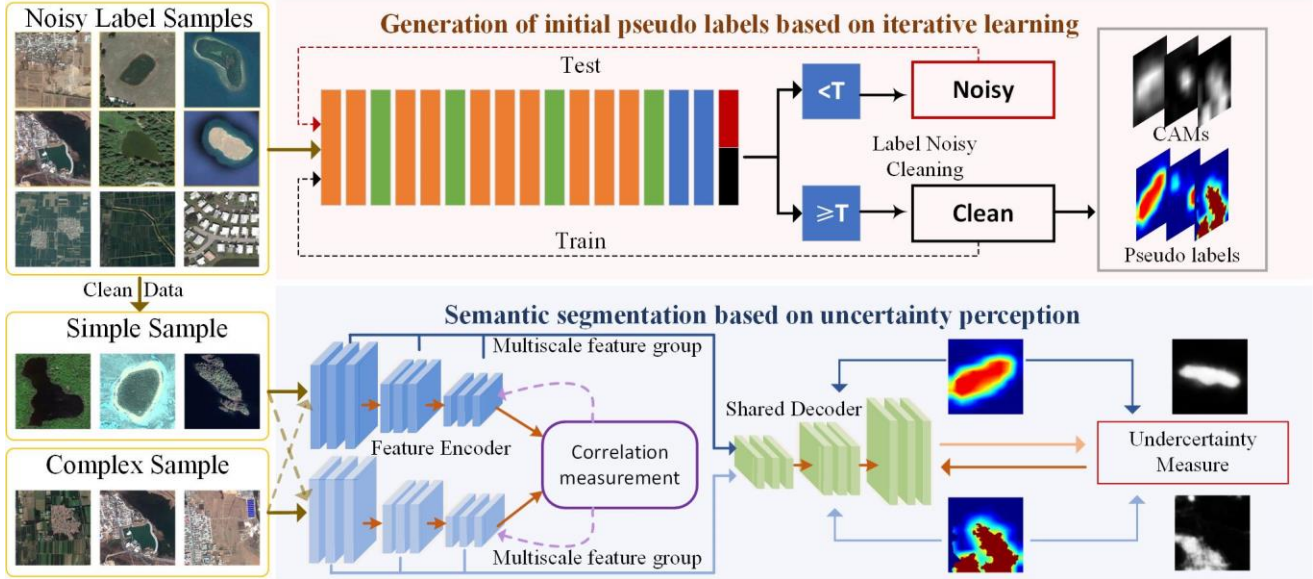 Noisy Label Samples
Generation of initial pseudo labels based on iterative learning
Test
<T
Noisy
Label Noisy
Cleaning
≥T
Clean
Train
CAMs
Pseudo labels
Clean Data
Simple Sample
Complex Sample
Semantic segmentation based on uncertainty perception
Multiscale feature group
Feature Encoder
Correlation
measurement
Multiscale feature group
Shared Decoder
Undercertainty
Measure